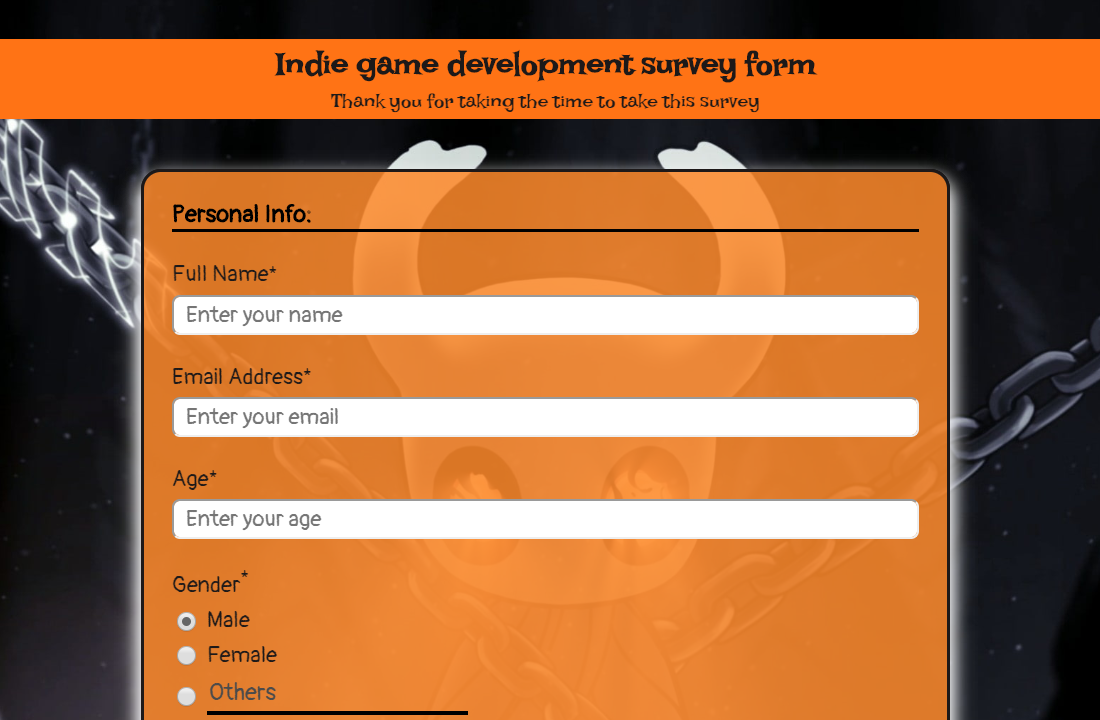 Indie game development survey form
Thank you for taking the time to take this survey
Personal Info:
Full Name*
Enter your name
Email Address*
Enter your email
Age*
Enter your age
Gender*
Male
Female
Others